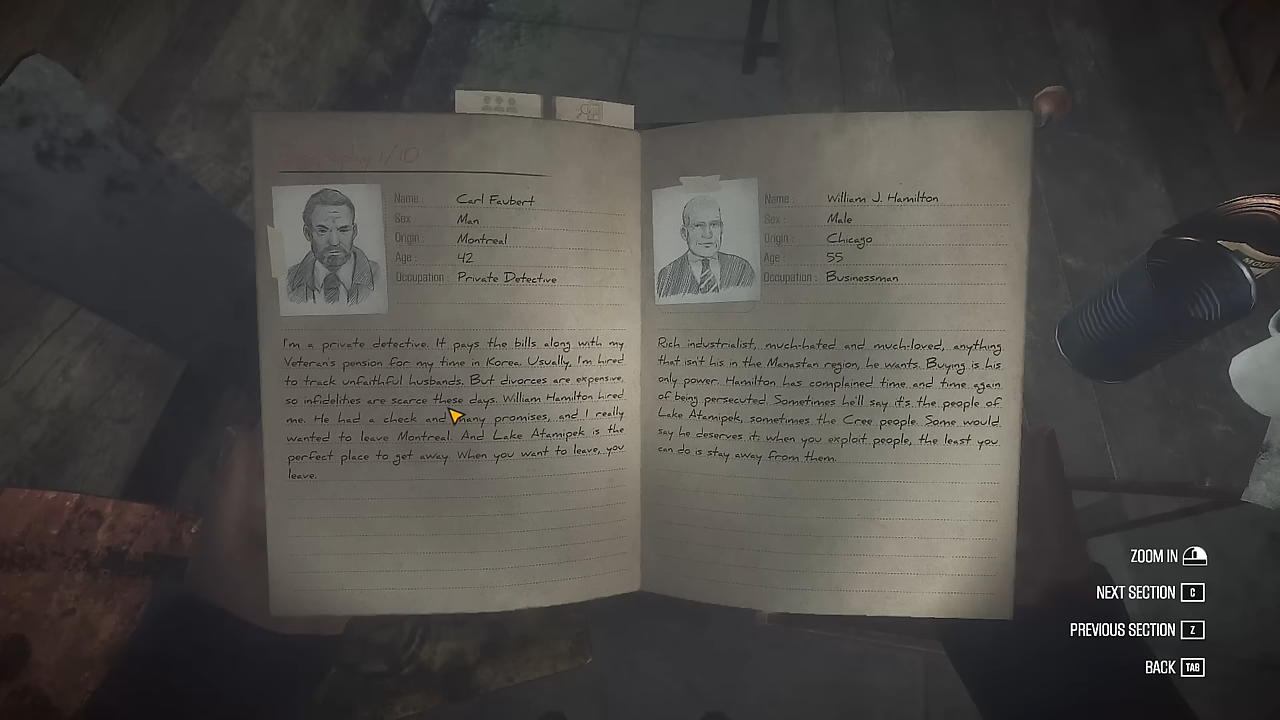 1/10
Name : Carl Faubert
Sex : Man
Origin : Montreal
Age : 42
Occupation : Private Detective
I'm a private detective. It pays the bills along with my
Veteran's pension for my time in Korea. Usually, I'm hired
to track unfaithful husbands. But divorces are expensive,
so infidelities are scarce these days. William Hamilton hired
me. He had a check and many promises, and I really
wanted to leave Montreal. And Lake Atamipek is the
perfect place to get away. When you want to leave, you
leave.
Name : William J. Hamilton
Sex : Male
Origin : Chicago
Age : 55
Occupation : Businessman
Rich industrialist, much-hated and much-loved, anything
that isn't his in the Manastan region, he wants. Buying is his
only power. Hamilton has complained time and time again
of being persecuted. Sometimes he'll say it's the people of
Lake Atamipek, sometimes the Cree people. Some would
say he deserves it: when you exploit people, the least you
can do is stay away from them.
ZOOM IN
NEXT SECTION C
PREVIOUS SECTION Z
BACK TAB